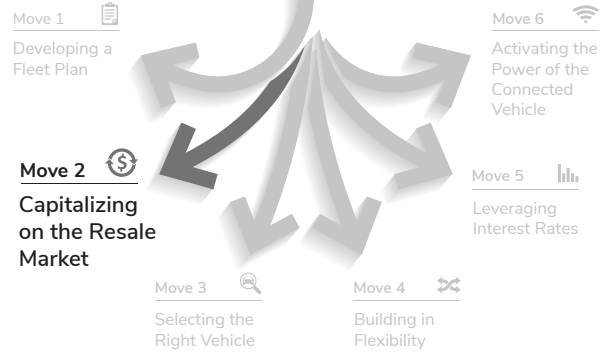 Move 1
Developing a
Fleet Plan
Move 2
$
Capitalizing
on the Resale
Market
Move 3
Selecting the
Right Vehicle
Move 4
Building in
Flexibility
Move 5
Leveraging
Interest Rates
Move 6
Activating the
Power of the
Connected
Vehicle